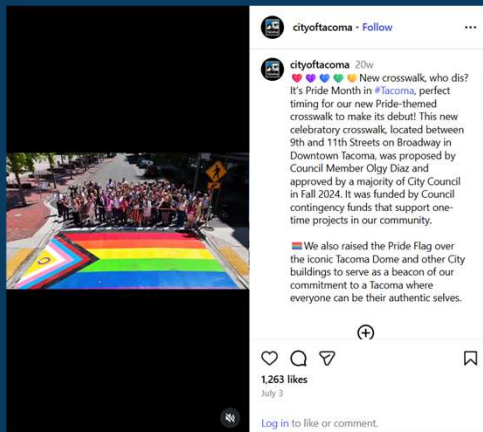 cityoftacoma • Follow
cityoftacoma 20w
New crosswalk, who dis?
It's Pride Month in #Tacoma, perfect
timing for our new Pride-themed
crosswalk to make its debut! This new
celebratory crosswalk, located between
9th and 11th Streets on Broadway in
Downtown Tacoma, was proposed by
Council Member Olgy Diaz and
approved by a majority of City Council
in Fall 2024. It was funded by Council
contingency funds that support one-
time projects in our community.
We also raised the Pride Flag over
the iconic Tacoma Dome and other City
buildings to serve as a beacon of our
commitment to a Tacoma where
everyone can be their authentic selves.
1,263 likes
July 3
Log in to like or comment.